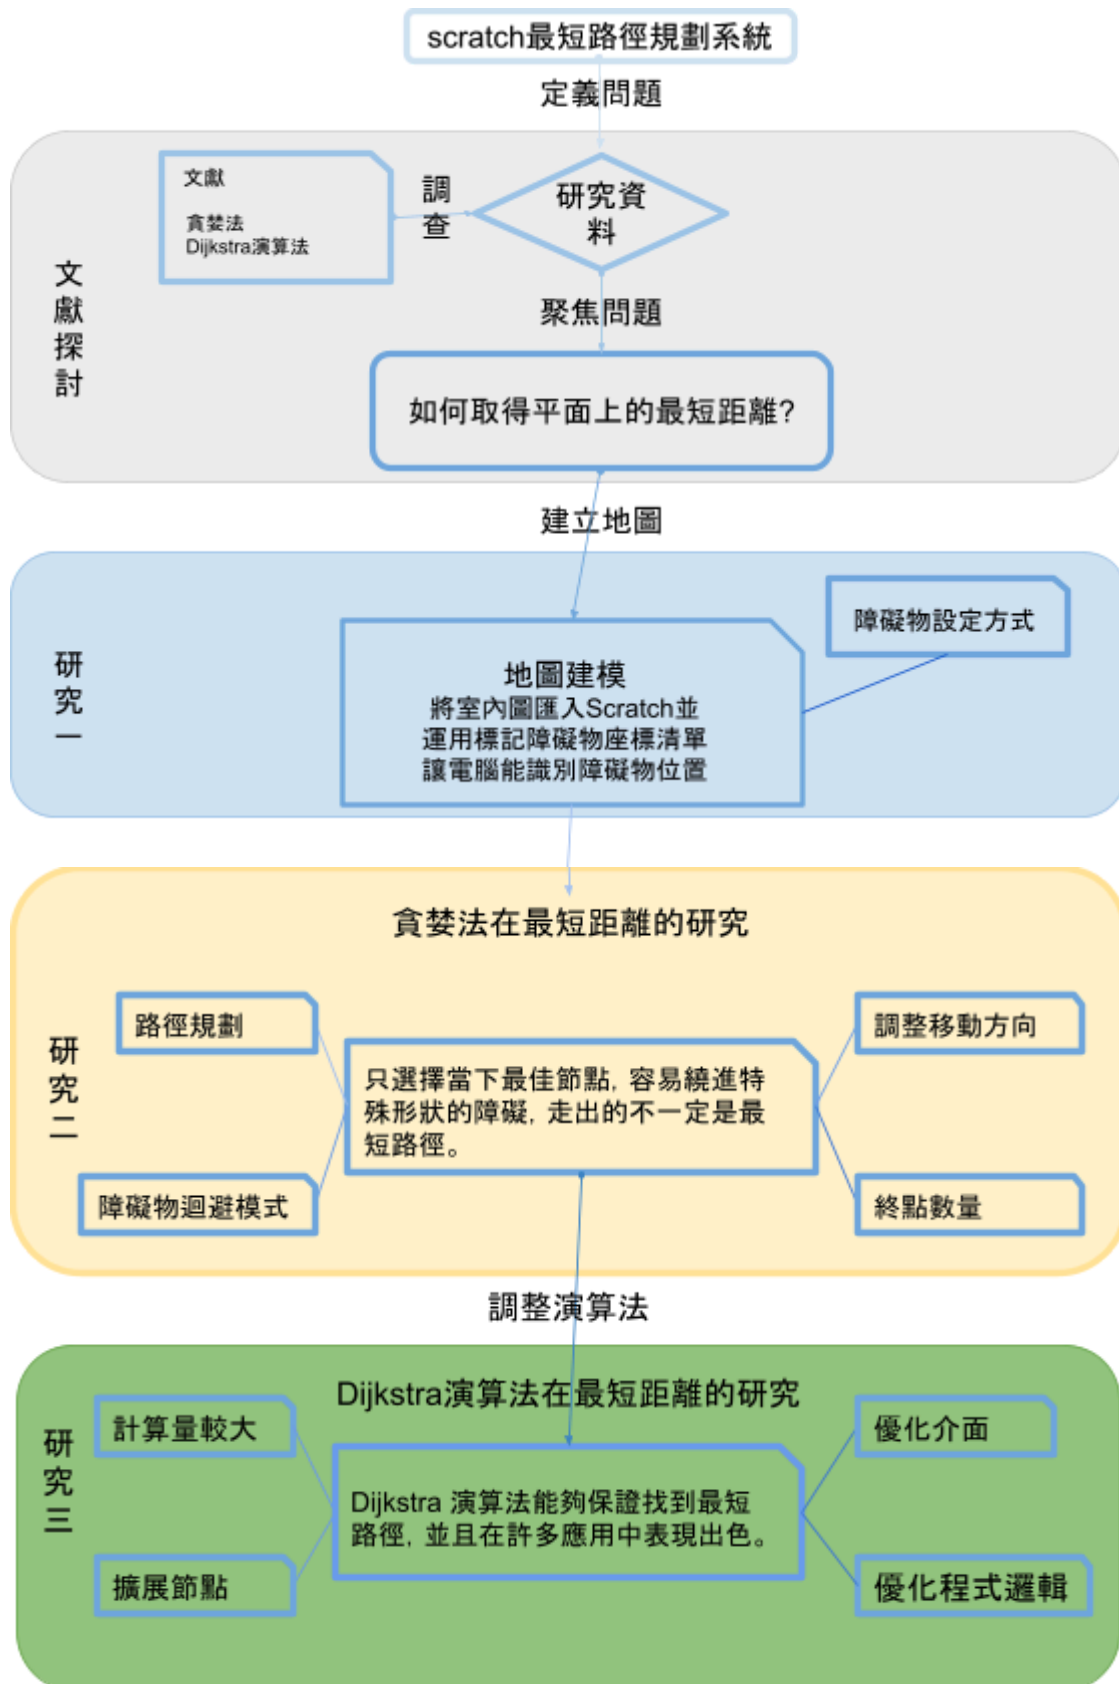 scratch最短路徑規劃系統
定義問題
文獻
貪婪法
Dijkstra演算法
調
查
研究資
料
聚焦問題
文
獻
探
討
如何取得平面上的最短距離?
建立地圖
研
究
一
障礙物設定方式
地圖建模
將室內圖匯入Scratch並
運用標記障礙物座標清單
讓電腦能識別障礙物位置
貪婪法在最短距離的研究
研
究
二
路徑規劃
調整移動方向
只選擇當下最佳節點, 容易繞進特
殊形狀的障礙, 走出的不一定是最
短路徑。
障礙物迴避模式
終點數量
調整演算法
Dijkstra演算法在最短距離的研究
研
究
三
計算量較大
優化介面
Dijkstra 演算法能夠保證找到最短
路徑, 並且在許多應用中表現出色。
擴展節點
優化程式邏輯